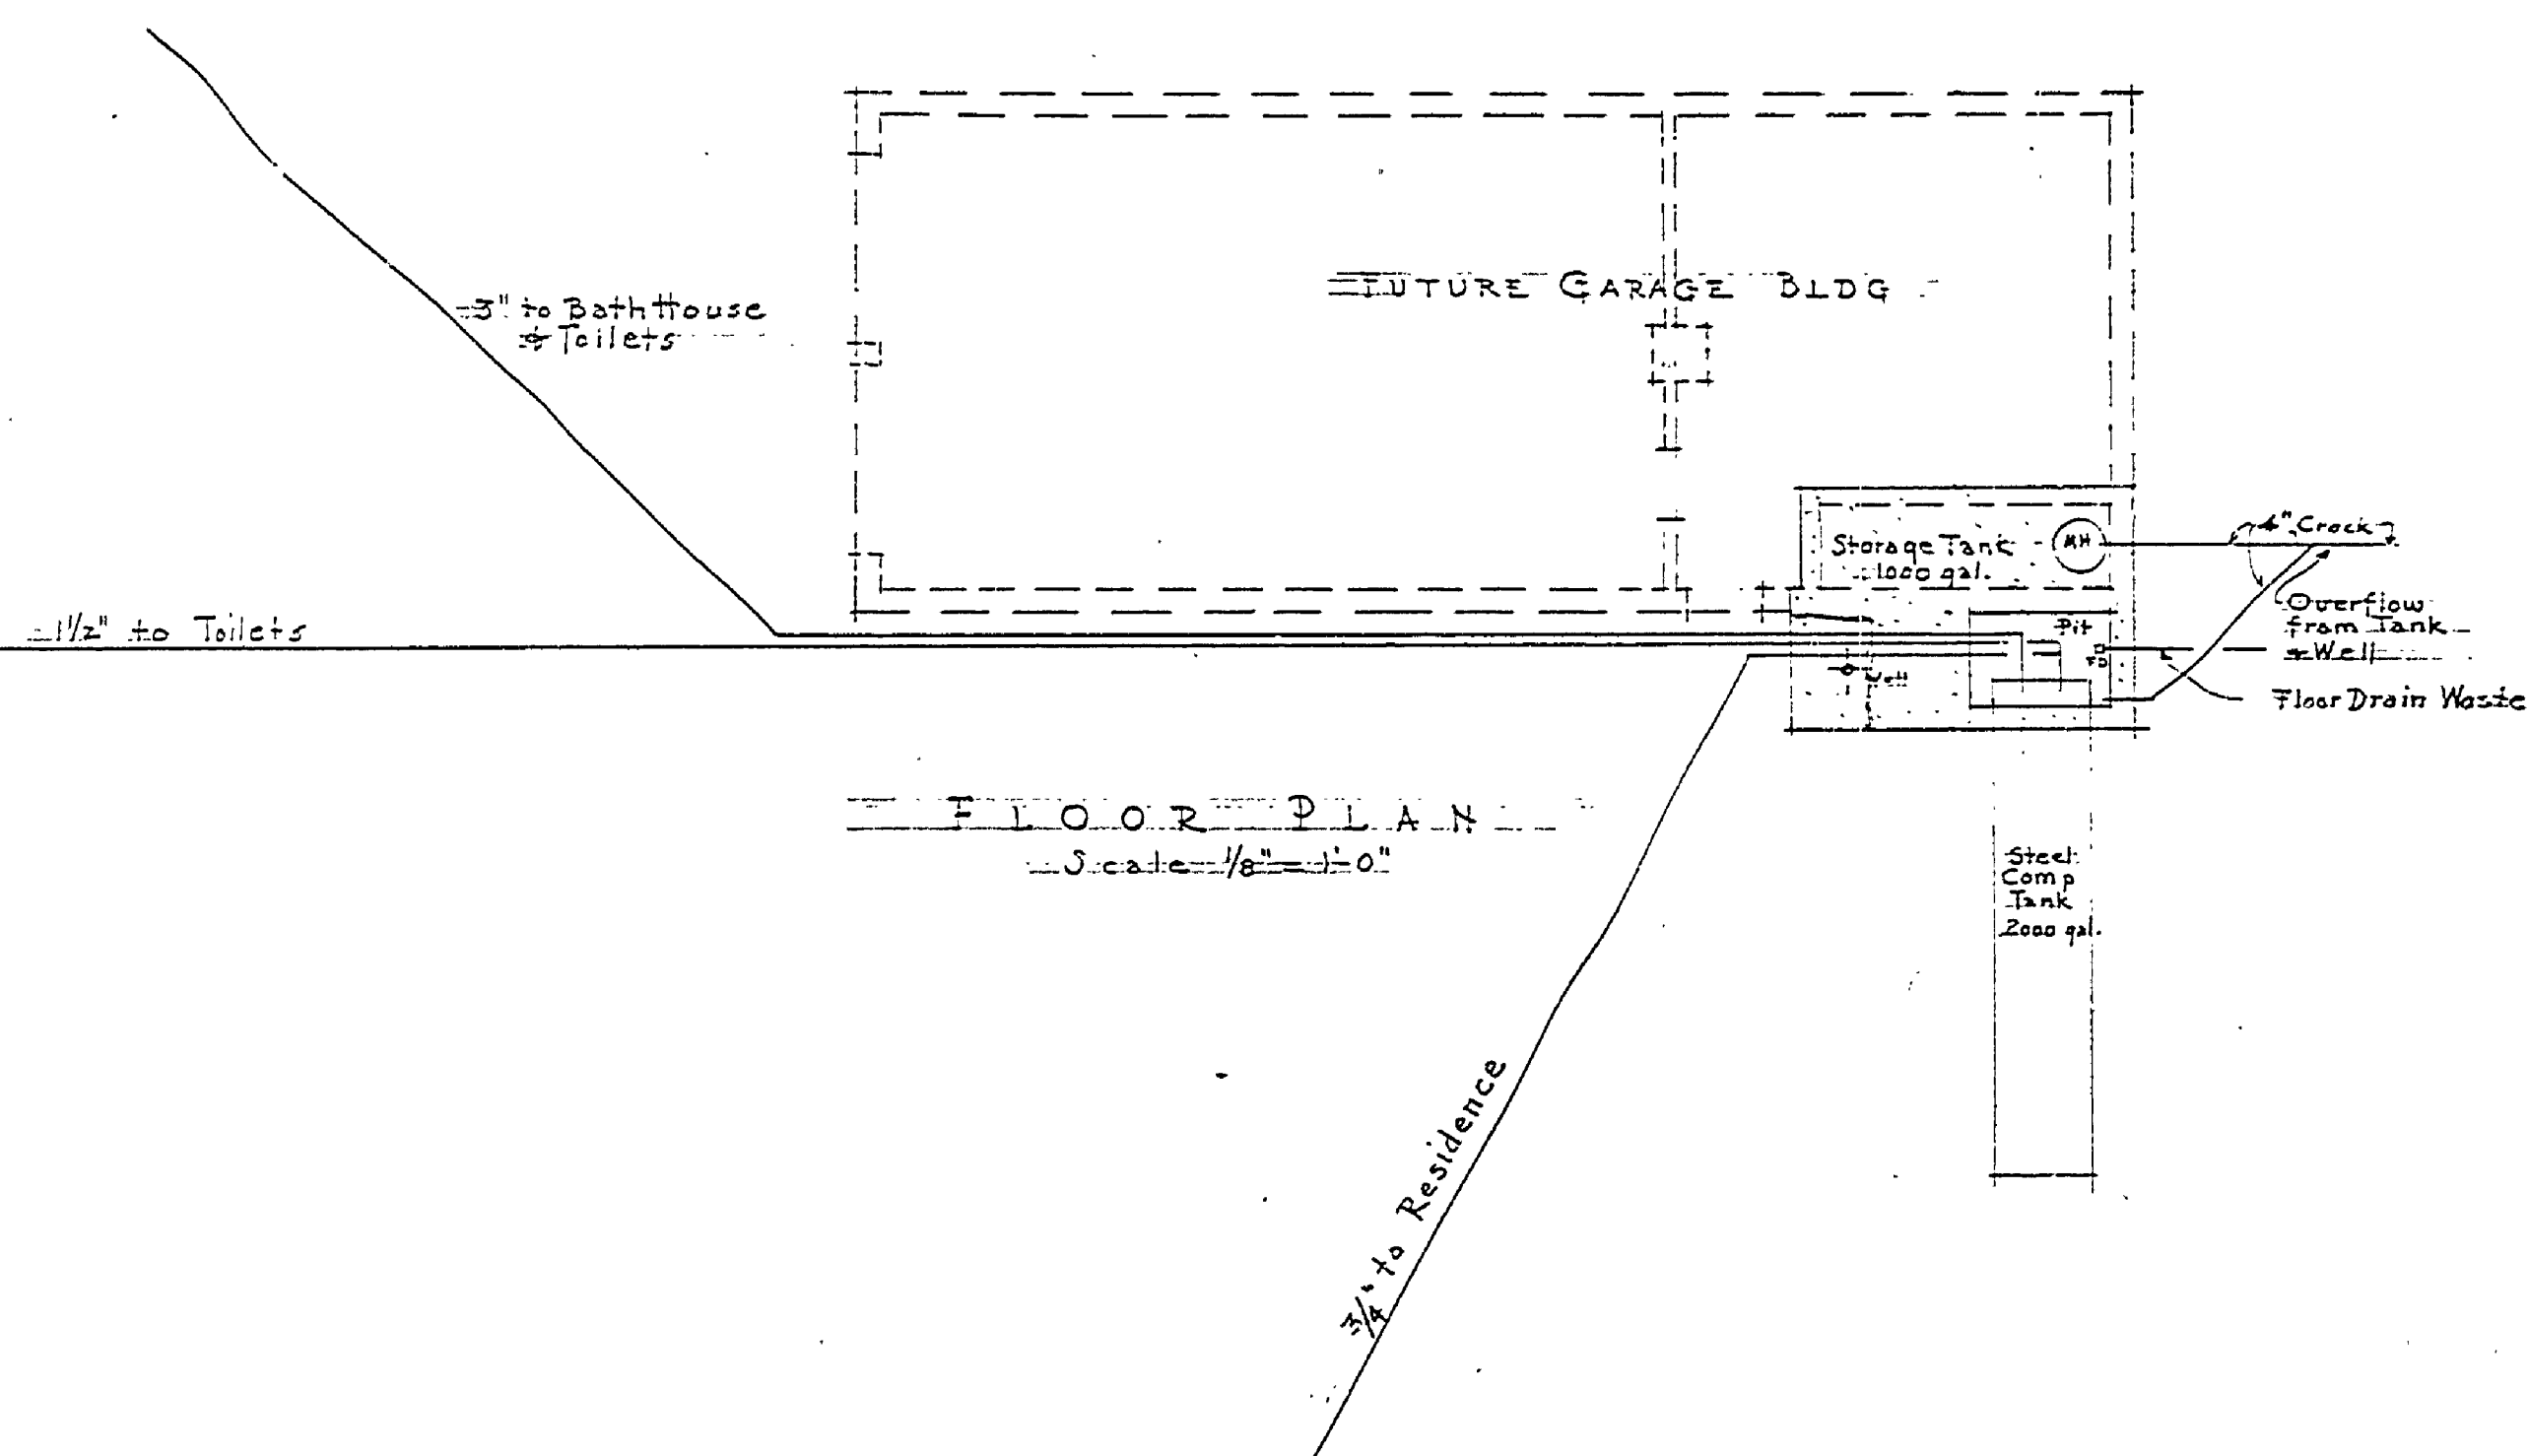 3" to Bath House
& Toilets
FUTURE GARAGE BLDG
1½" to Toilets
Storage Tank
1000 gal.
MH
4" Crock
Overflow
from Tank
& Well
Pit
FD
Well
Floor Drain Waste
FLOOR PLAN
Scale 1/8" = 1'-0"
Steel
Comp
Tank
2000 gal.
3/4" to Residence